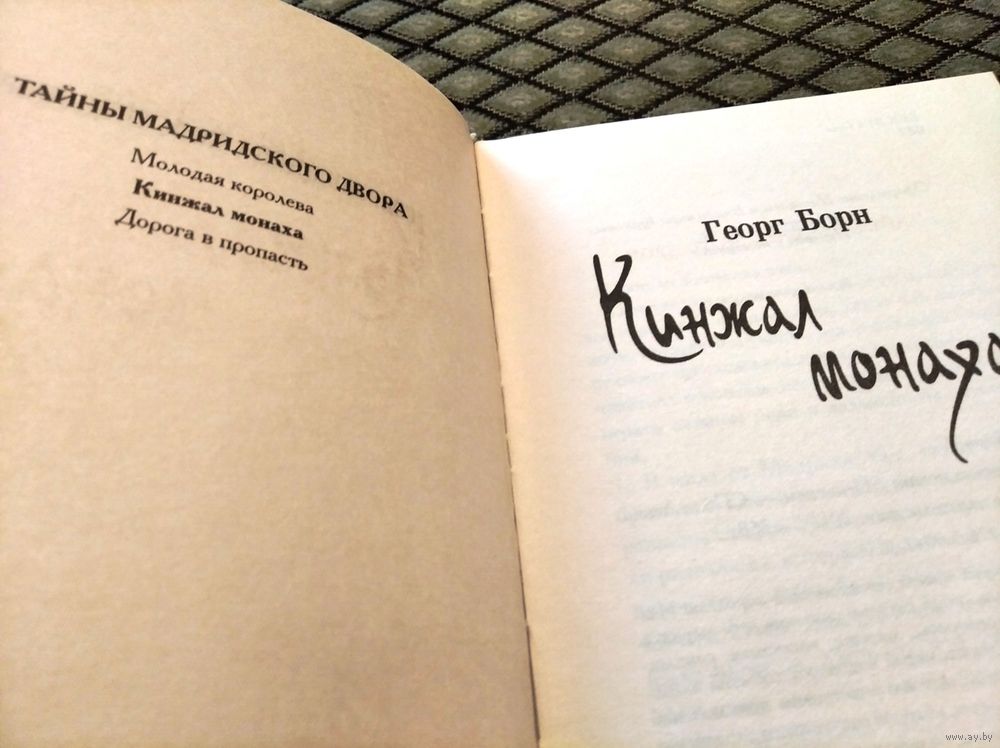 ТАЙНЫ МАДРИДСКОГО ДВОРА
Молодая королева
Кинжал монаха
Дорога в пропасть
Георг Борн
Кинжал
монаха
www.ay.by